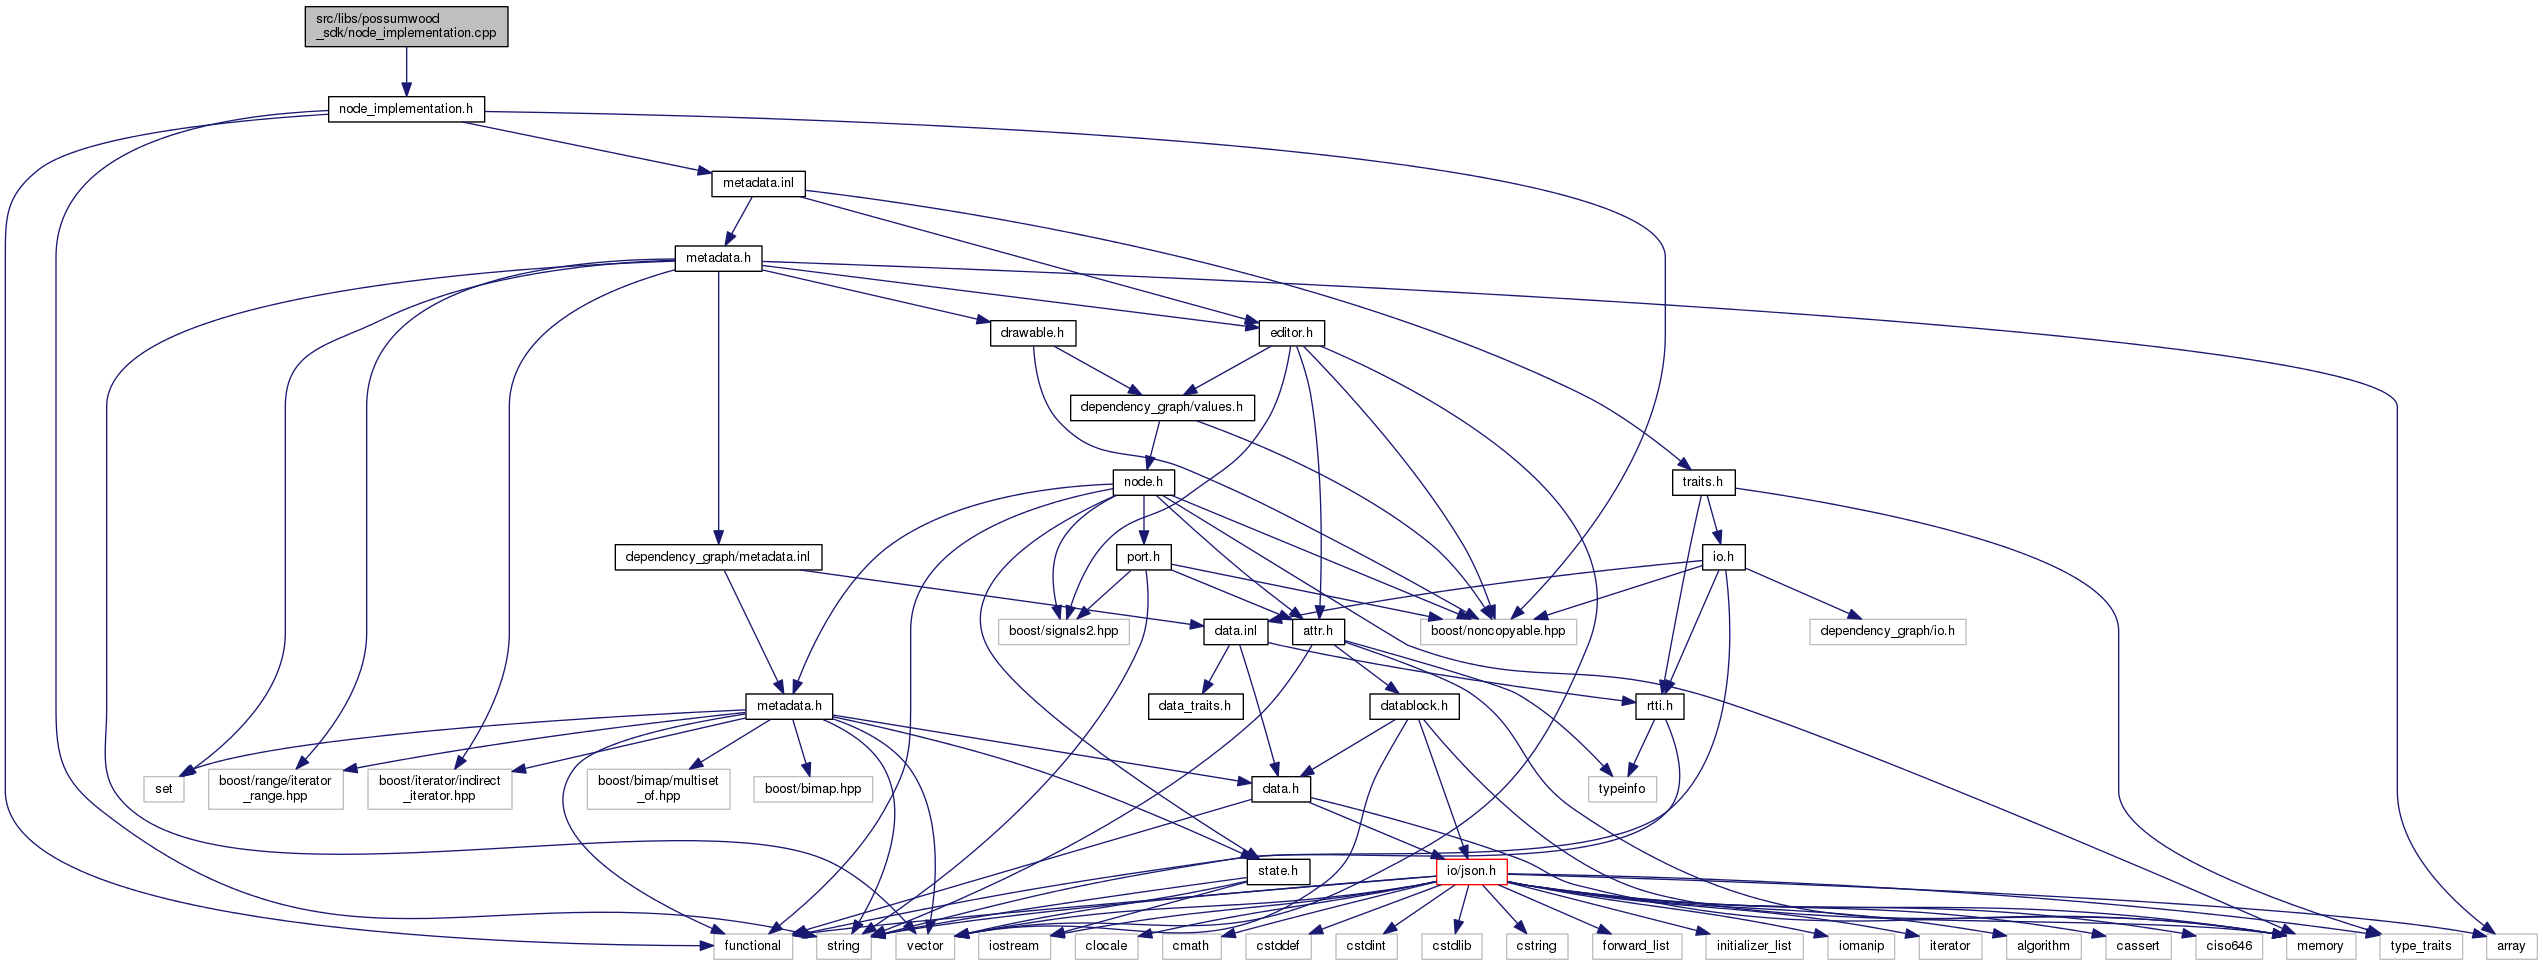 src/libs/possumwood
_sdk/node_implementation.cpp
node_implementation.h
metadata.inl
metadata.h
drawable.h
editor.h
dependency_graph/values.h
node.h
traits.h
dependency_graph/metadata.inl
port.h
io.h
boost/signals2.hpp
data.inl
attr.h
boost/noncopyable.hpp
dependency_graph/io.h
metadata.h
data_traits.h
datablock.h
rtti.h
set
boost/range/iterator
_range.hpp
boost/iterator/indirect
_iterator.hpp
boost/bimap/multiset
_of.hpp
boost/bimap.hpp
data.h
typeinfo
state.h
io/json.h
functional
string
vector
iostream
clocale
cmath
cstddef
cstdint
cstdlib
cstring
forward_list
initializer_list
iomanip
iterator
algorithm
cassert
ciso646
memory
type_traits
array